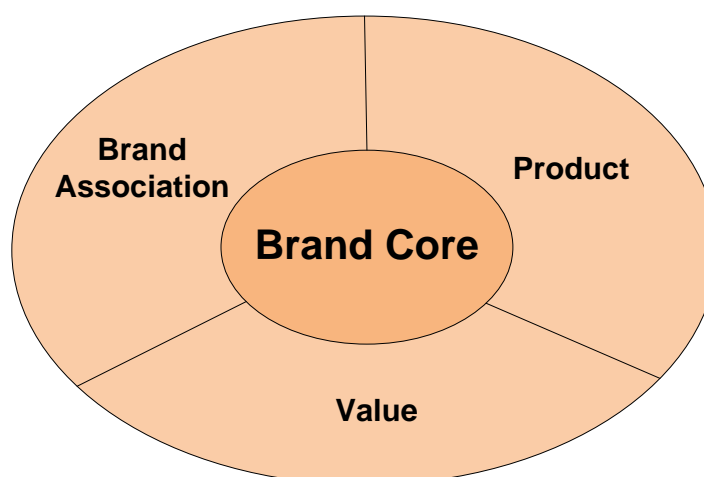 Brand
Association
Product
Brand Core
Value